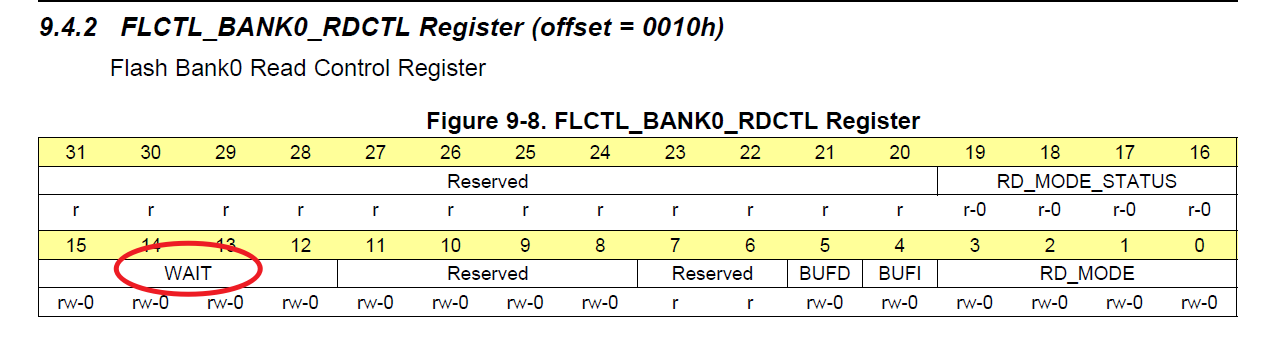 9.4.2 FLCTL_BANK0_RDCTL Register (offset = 0010h)
Flash Bank0 Read Control Register
Figure 9-8. FLCTL_BANK0_RDCTL Register
31 30 29 28 27 26 25 24 23 22 21 20 19 18 17 16
Reserved RD_MODE_STATUS
r r r r r r r r r r r r r-0 r-0 r-0 r-0
15 14 13 12 11 10 9 8 7 6 5 4 3 2 1 0
WAIT Reserved Reserved BUFD BUFI RD_MODE
rw-0 rw-0 rw-0 rw-0 rw-0 rw-0 rw-0 rw-0 r r rw-0 rw-0 rw-0 rw-0 rw-0 rw-0